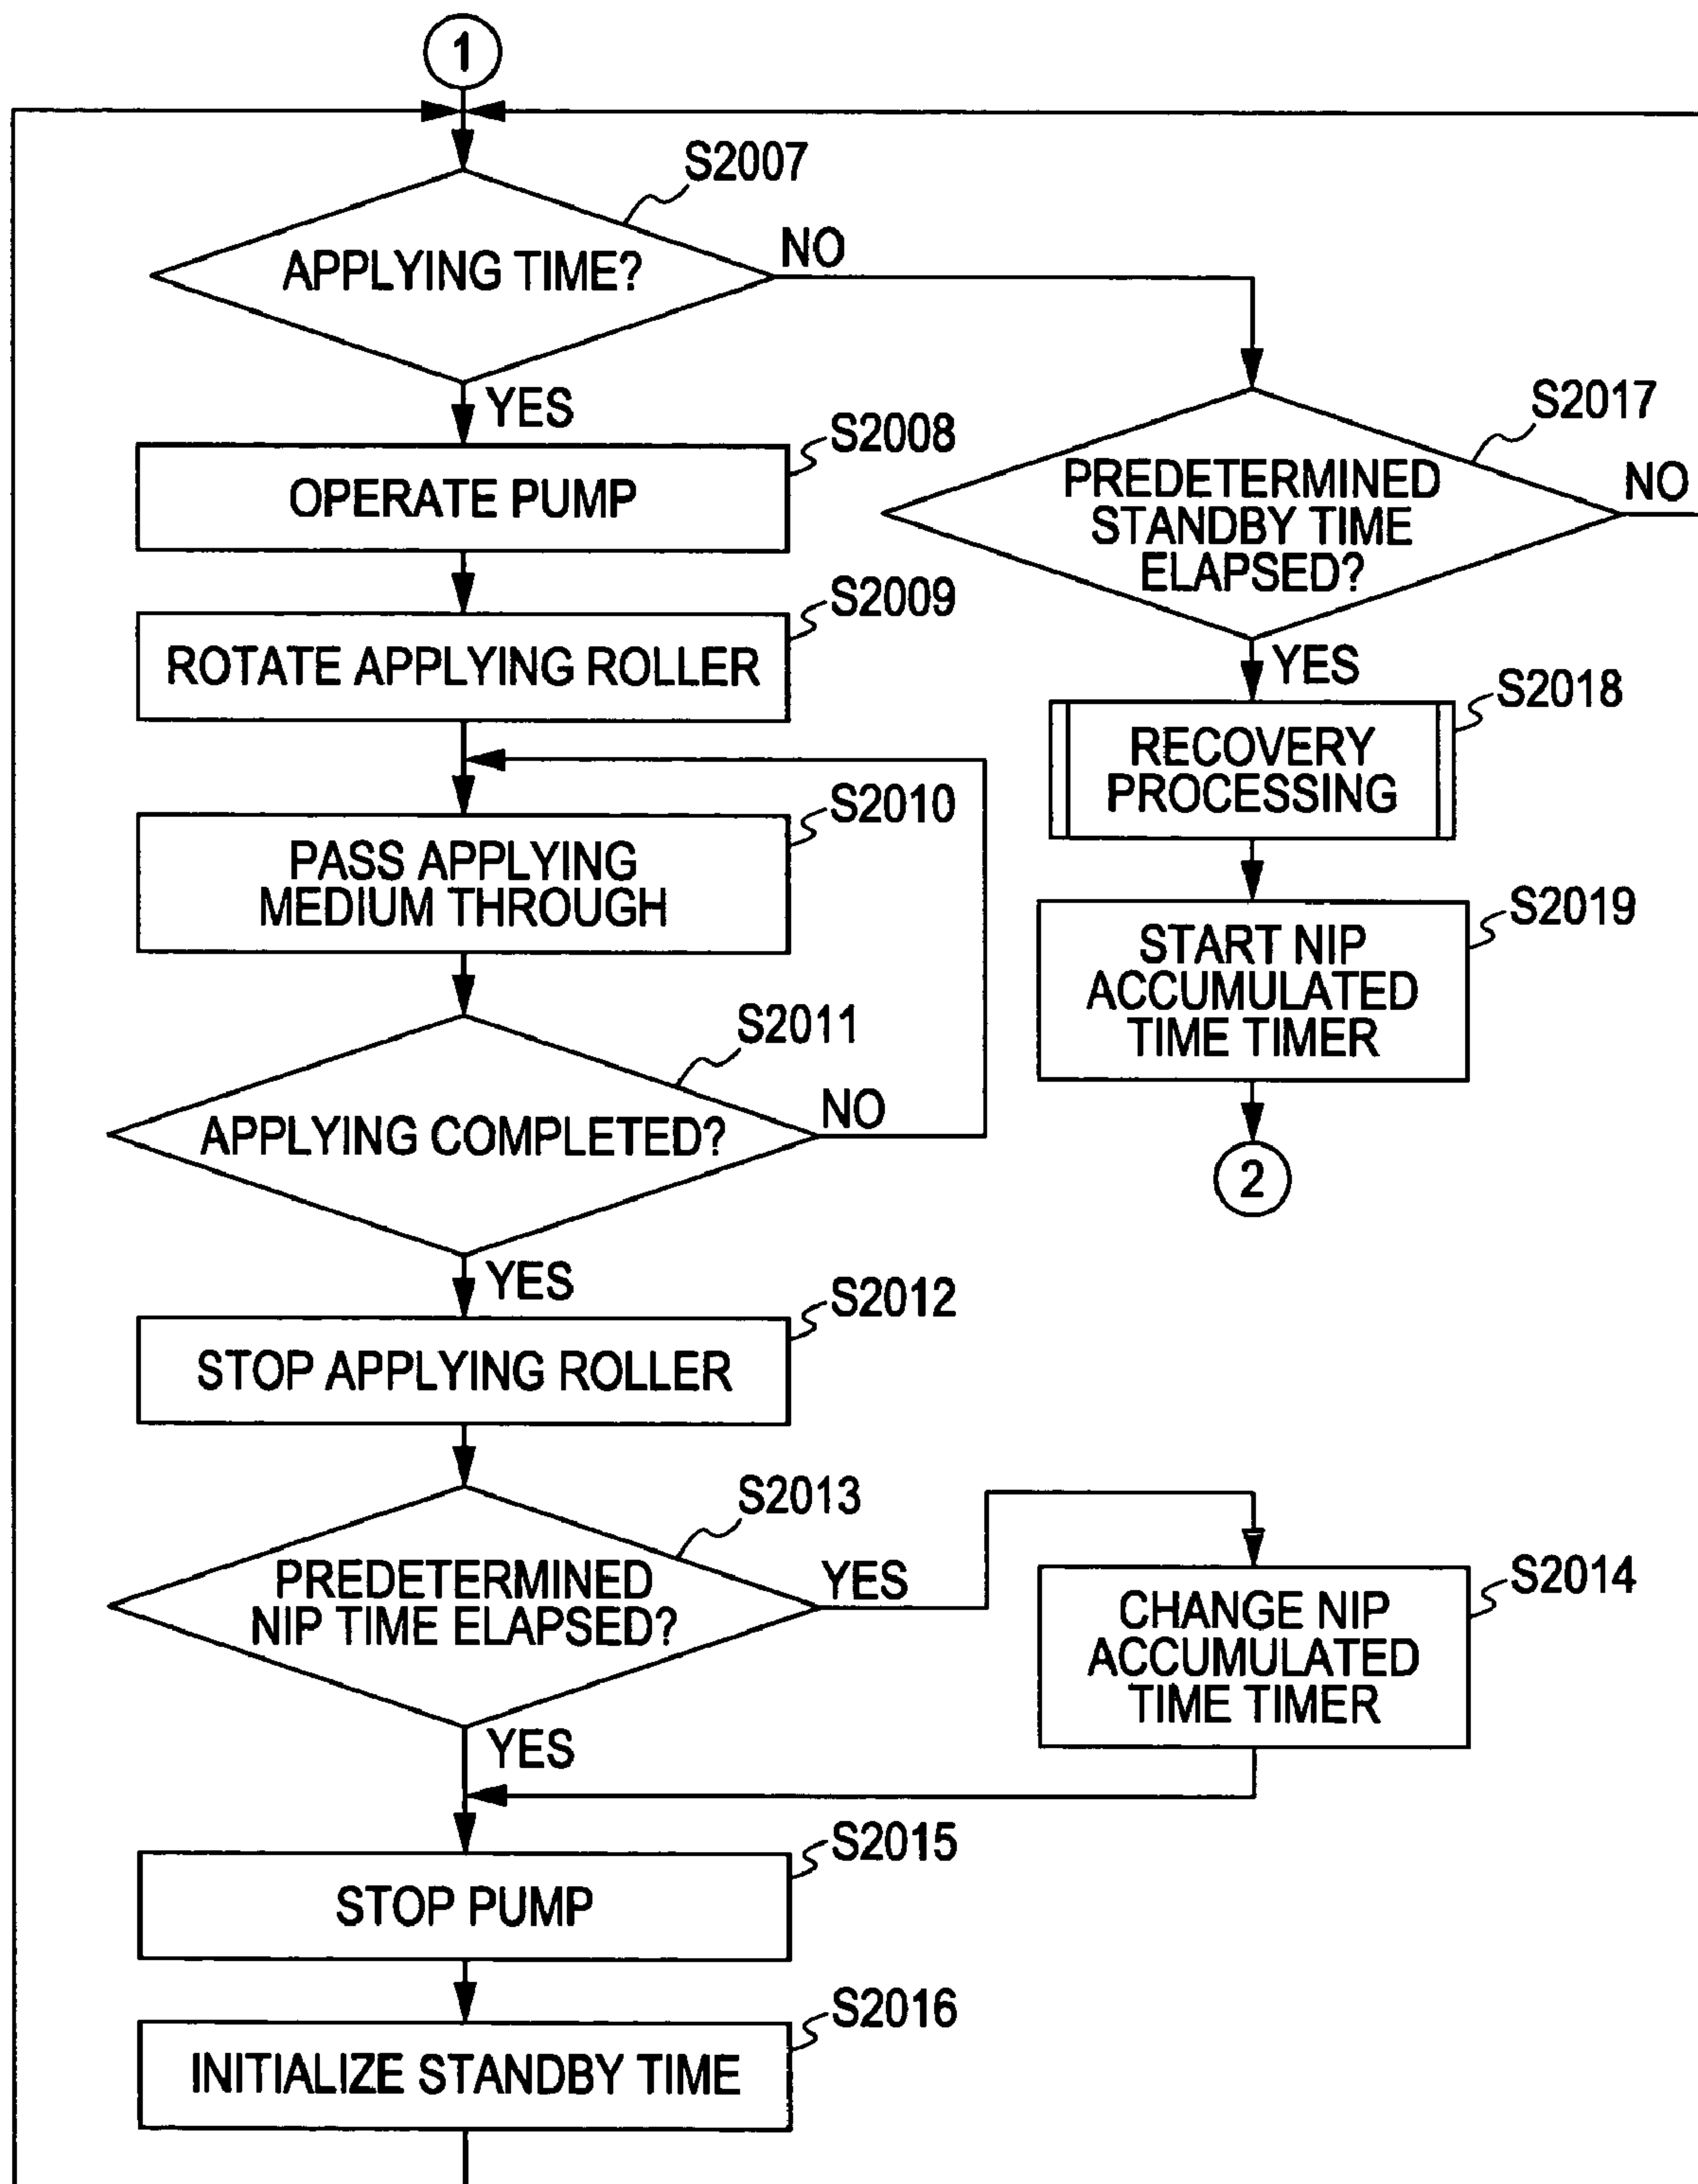 1
S2007
APPLYING TIME?
NO
YES
S2008
OPERATE PUMP
S2009
ROTATE APPLYING ROLLER
S2010
PASS APPLYING
MEDIUM THROUGH
S2011
APPLYING COMPLETED?
NO
YES
S2012
STOP APPLYING ROLLER
S2013
PREDETERMINED
NIP TIME ELAPSED?
YES
YES
S2014
CHANGE NIP
ACCUMULATED
TIME TIMER
S2015
STOP PUMP
S2016
INITIALIZE STANDBY TIME
S2017
PREDETERMINED
STANDBY TIME
ELAPSED?
NO
YES
S2018
RECOVERY
PROCESSING
S2019
START NIP
ACCUMULATED
TIME TIMER
2